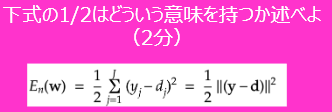 下式の1/2はどういう意味を持つか述べよ
（2分）
E_n(𝐰) = 1/2 ∑_{j=1}^{J} (y_j − d_j)^2 = 1/2 ||(𝐲 − 𝐝)||^2